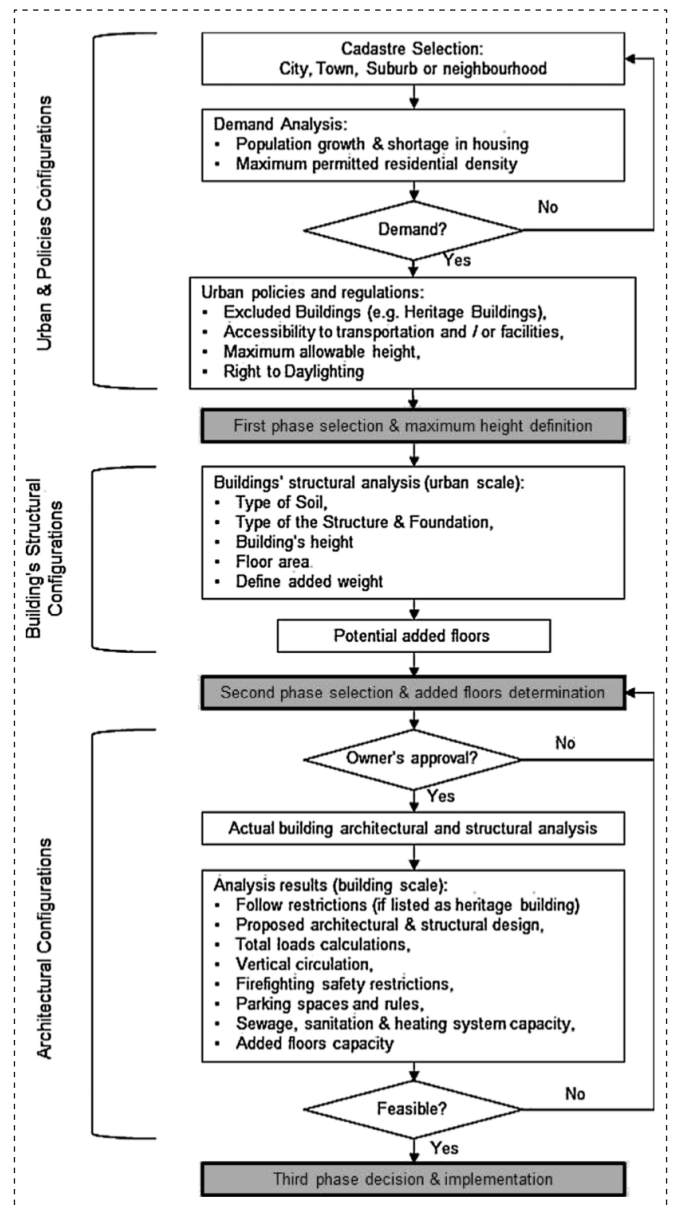 Urban & Policies Configurations
Cadastre Selection:
City, Town, Suburb or neighbourhood
Demand Analysis:
▪ Population growth & shortage in housing
▪ Maximum permitted residential density
Demand?
No
Yes
Urban policies and regulations:
▪ Excluded Buildings (e.g. Heritage Buildings),
▪ Accessibility to transportation and / or facilities,
▪ Maximum allowable height,
▪ Right to Daylighting
First phase selection & maximum height definition
Building's Structural
Configurations
Buildings' structural analysis (urban scale):
▪ Type of Soil,
▪ Type of the Structure & Foundation,
▪ Building's height
▪ Floor area.
▪ Define added weight
Potential added floors
Second phase selection & added floors determination
Architectural Configurations
Owner's approval?
No
Yes
Actual building architectural and structural analysis
Analysis results (building scale):
▪ Follow restrictions (if listed as heritage building)
▪ Proposed architectural & structural design,
▪ Total loads calculations,
▪ Vertical circulation,
▪ Firefighting safety restrictions,
▪ Parking spaces and rules,
▪ Sewage, sanitation & heating system capacity,
▪ Added floors capacity
Feasible?
No
Yes
Third phase decision & implementation